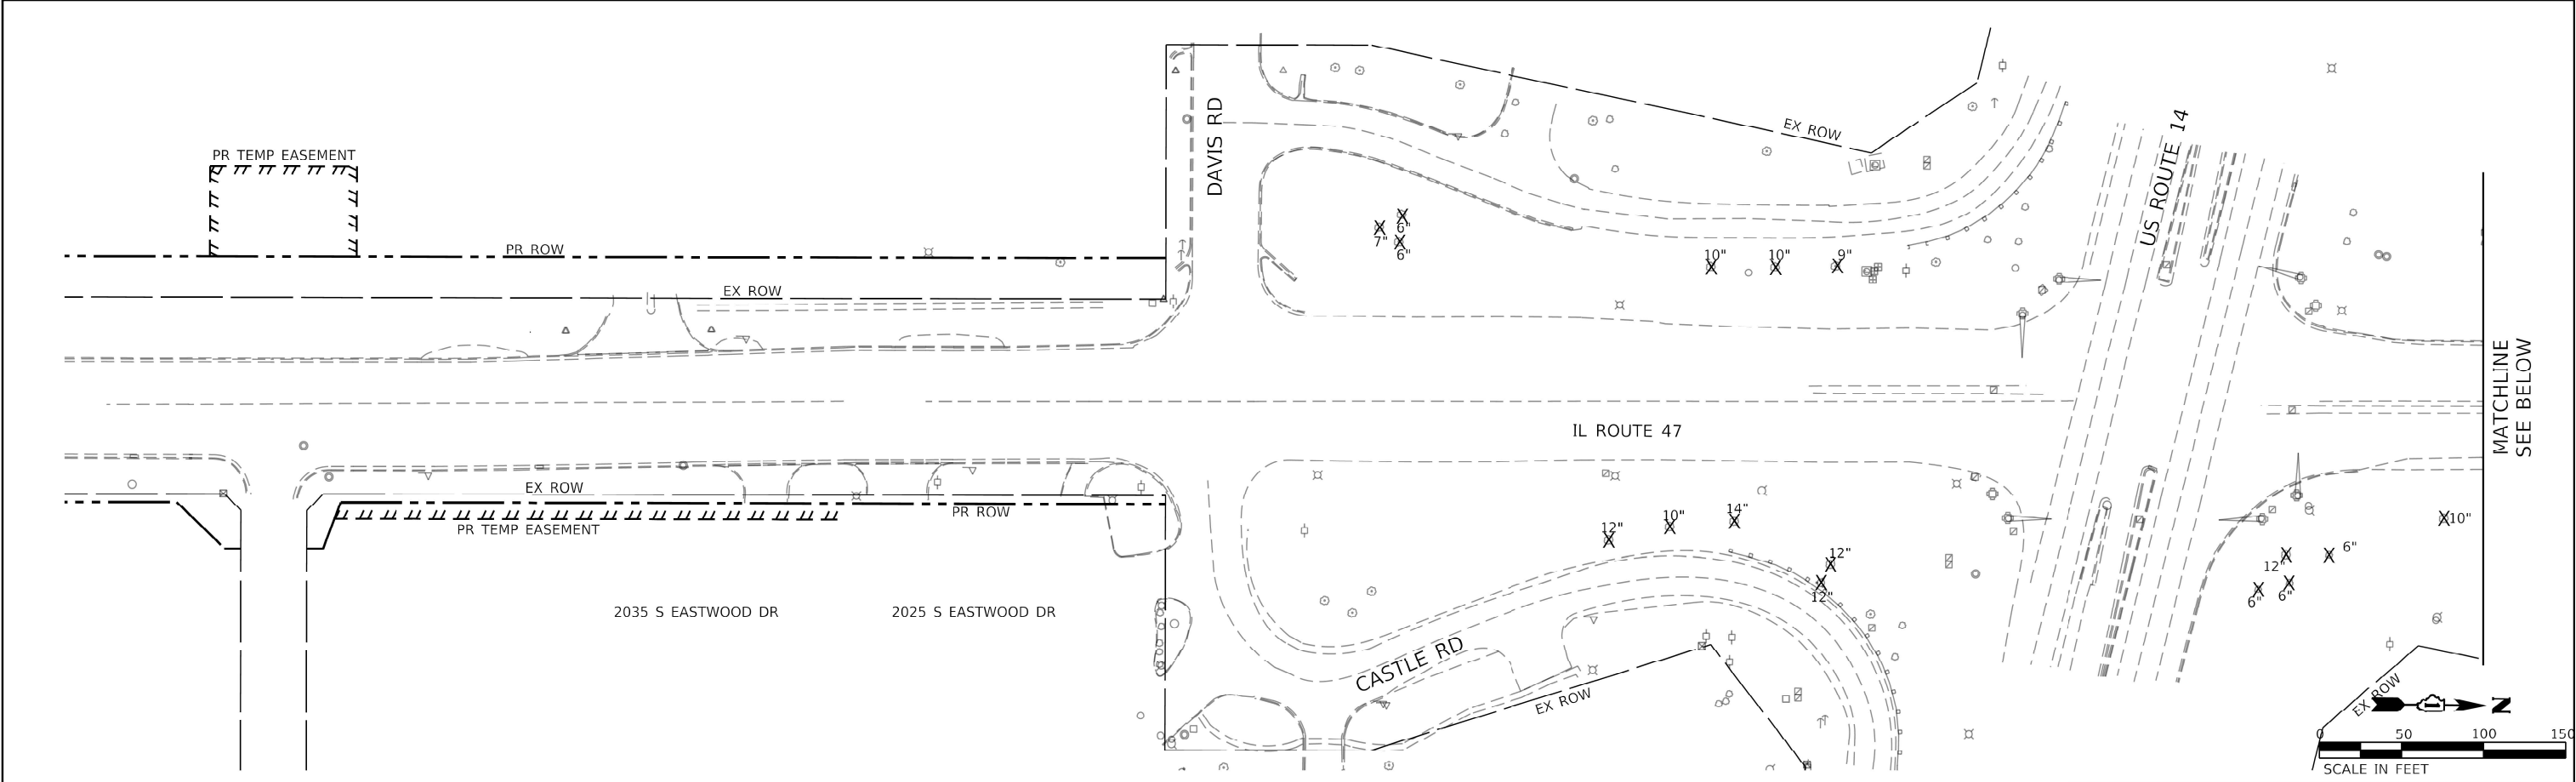 PR TEMP EASEMENT
PR ROW
EX ROW
DAVIS RD
EX ROW
US ROUTE 14
6"
7"
6"
10"
10"
9"
IL ROUTE 47
MATCHLINE
SEE BELOW
EX ROW
PR ROW
PR TEMP EASEMENT
2035 S EASTWOOD DR
2025 S EASTWOOD DR
12"
10"
14"
12"
12"
10"
6"
12"
6"
6"
CASTLE RD
EX ROW
EX ROW
N
0 50 100 150
SCALE IN FEET